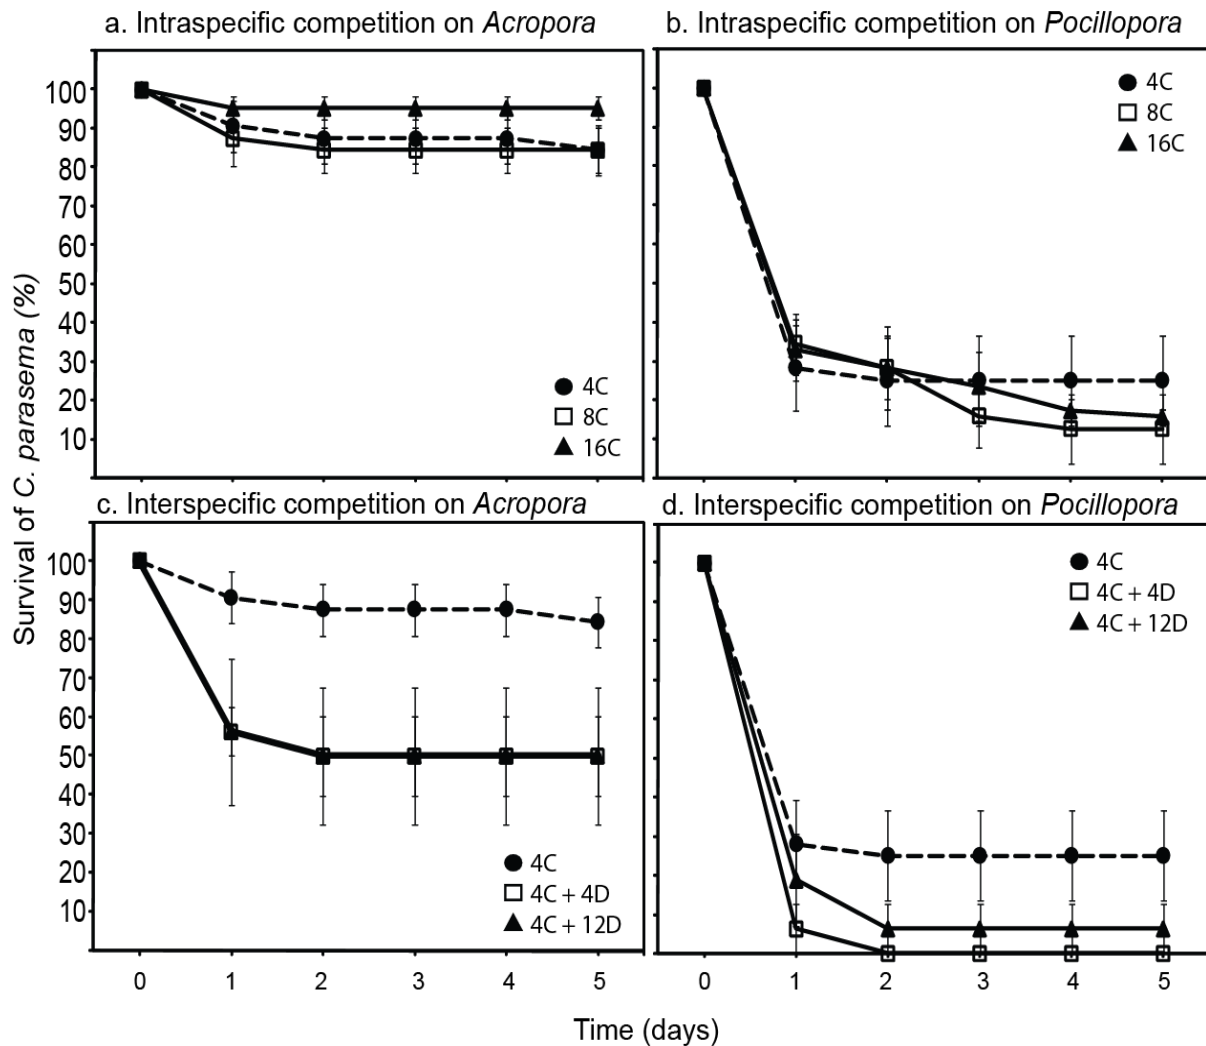 a. Intraspecific competition on Acropora
b. Intraspecific competition on Pocillopora
Survival of C. parasema (%)
100
90
80
70
60
50
40
30
20
10
4C
8C
16C
4C
8C
16C
c. Interspecific competition on Acropora
d. Interspecific competition on Pocillopora
100
90
80
70
60
50
40
30
20
10
4C
4C + 4D
4C + 12D
4C
4C + 4D
4C + 12D
0 1 2 3 4 5
0 1 2 3 4 5
Time (days)